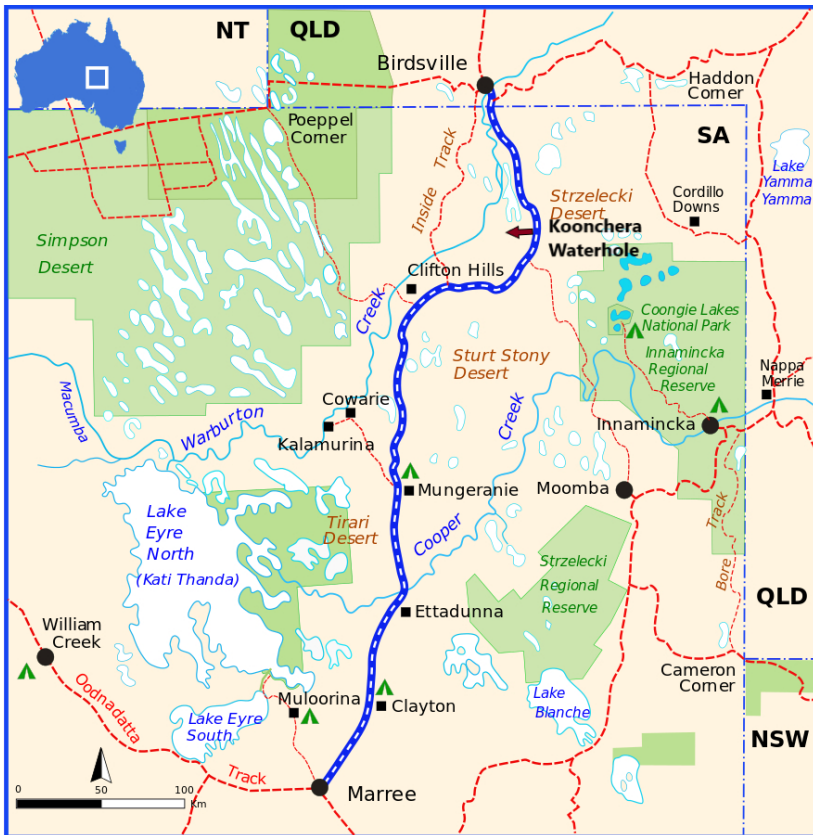 NT
QLD
Birdsville
Haddon
Corner
Poeppel
Corner
SA
Lake
Yamma
Yamma
Inside Track
Strzelecki
Desert
Cordillo
Downs
Koonchera
Waterhole
Simpson
Desert
Clifton Hills
Creek
Coongie Lakes
National Park
Innamincka
Regional
Reserve
Sturt Stony
Desert
Nappa
Merrie
Macumba
Warburton
Cowarie
Kalamurina
Creek
Innamincka
Mungeranie
Moomba
Lake
Eyre
North
(Kati Thanda)
Tirari
Desert
Cooper
Track
Bore
Strzelecki
Regional
Reserve
QLD
Ettadunna
William
Creek
Cameron
Corner
Oodnadatta
Muloorina
Lake Eyre
South
Clayton
Lake
Blanche
NSW
Track
Marree
0 50 100
Km